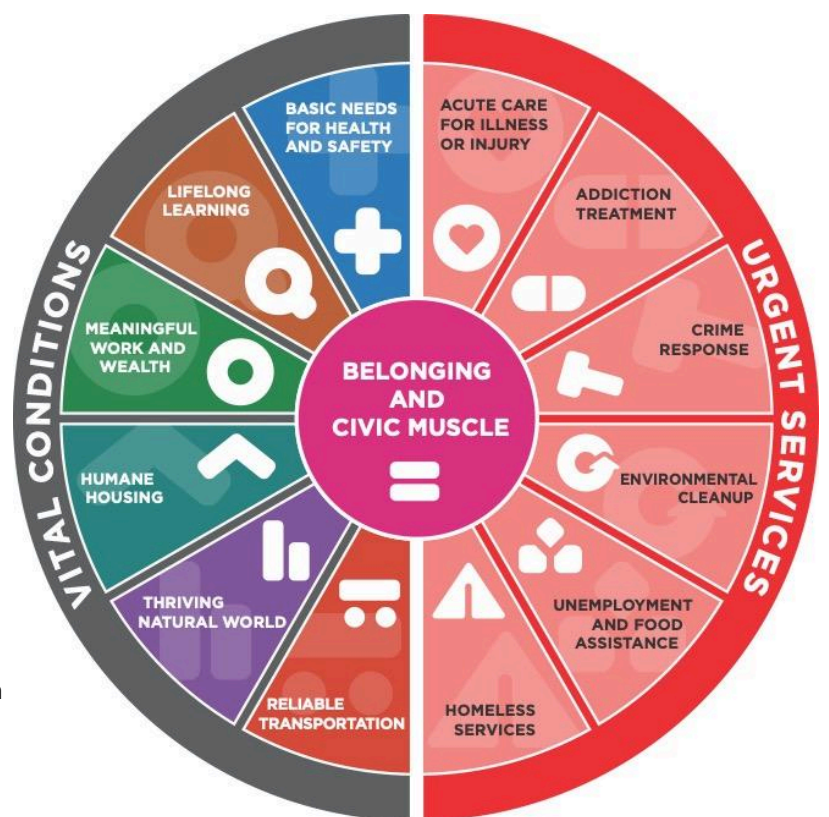 BASIC NEEDS
FOR HEALTH
AND SAFETY
LIFELONG
LEARNING
MEANINGFUL
WORK AND
WEALTH
HUMANE
HOUSING
THRIVING
NATURAL WORLD
RELIABLE
TRANSPORTATION
VITAL CONDITIONS
BELONGING
AND
CIVIC MUSCLE
ACUTE CARE
FOR ILLNESS
OR INJURY
ADDICTION
TREATMENT
CRIME
RESPONSE
ENVIRONMENTAL
CLEANUP
UNEMPLOYMENT
AND FOOD
ASSISTANCE
HOMELESS
SERVICES
URGENT SERVICES